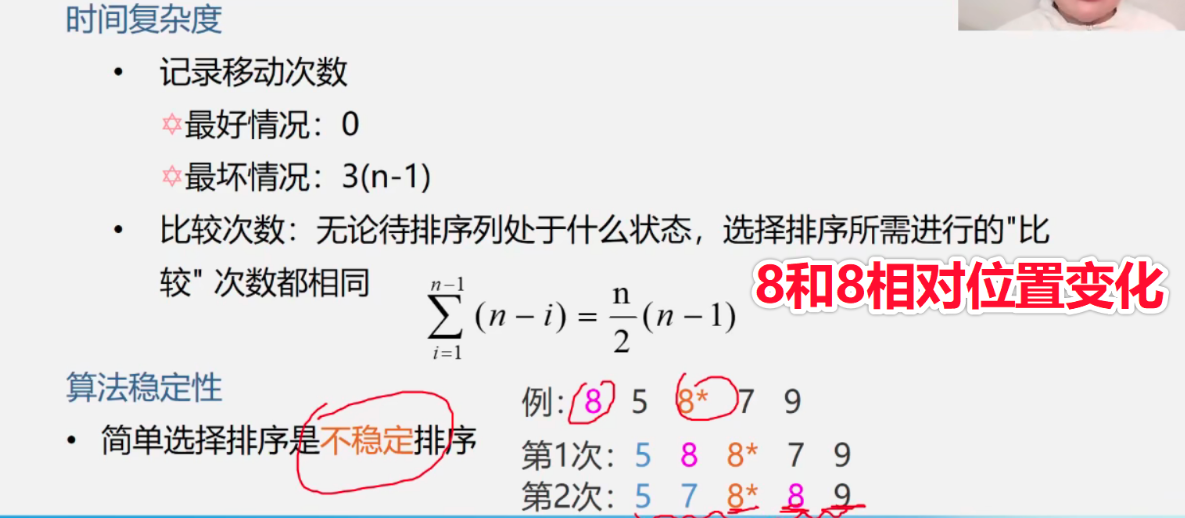 时间复杂度
• 记录移动次数
✡最好情况：0
✡最坏情况：3(n-1)
• 比较次数：无论待排序列处于什么状态，选择排序所需进行的"比
较" 次数都相同
n−1
∑ (n − i) = n/2 (n − 1)
i=1
8和8相对位置变化
算法稳定性
• 简单选择排序是不稳定排序
例: 8 5 8* 7 9
第1次：5 8 8* 7 9
第2次：5 7 8* 8 9